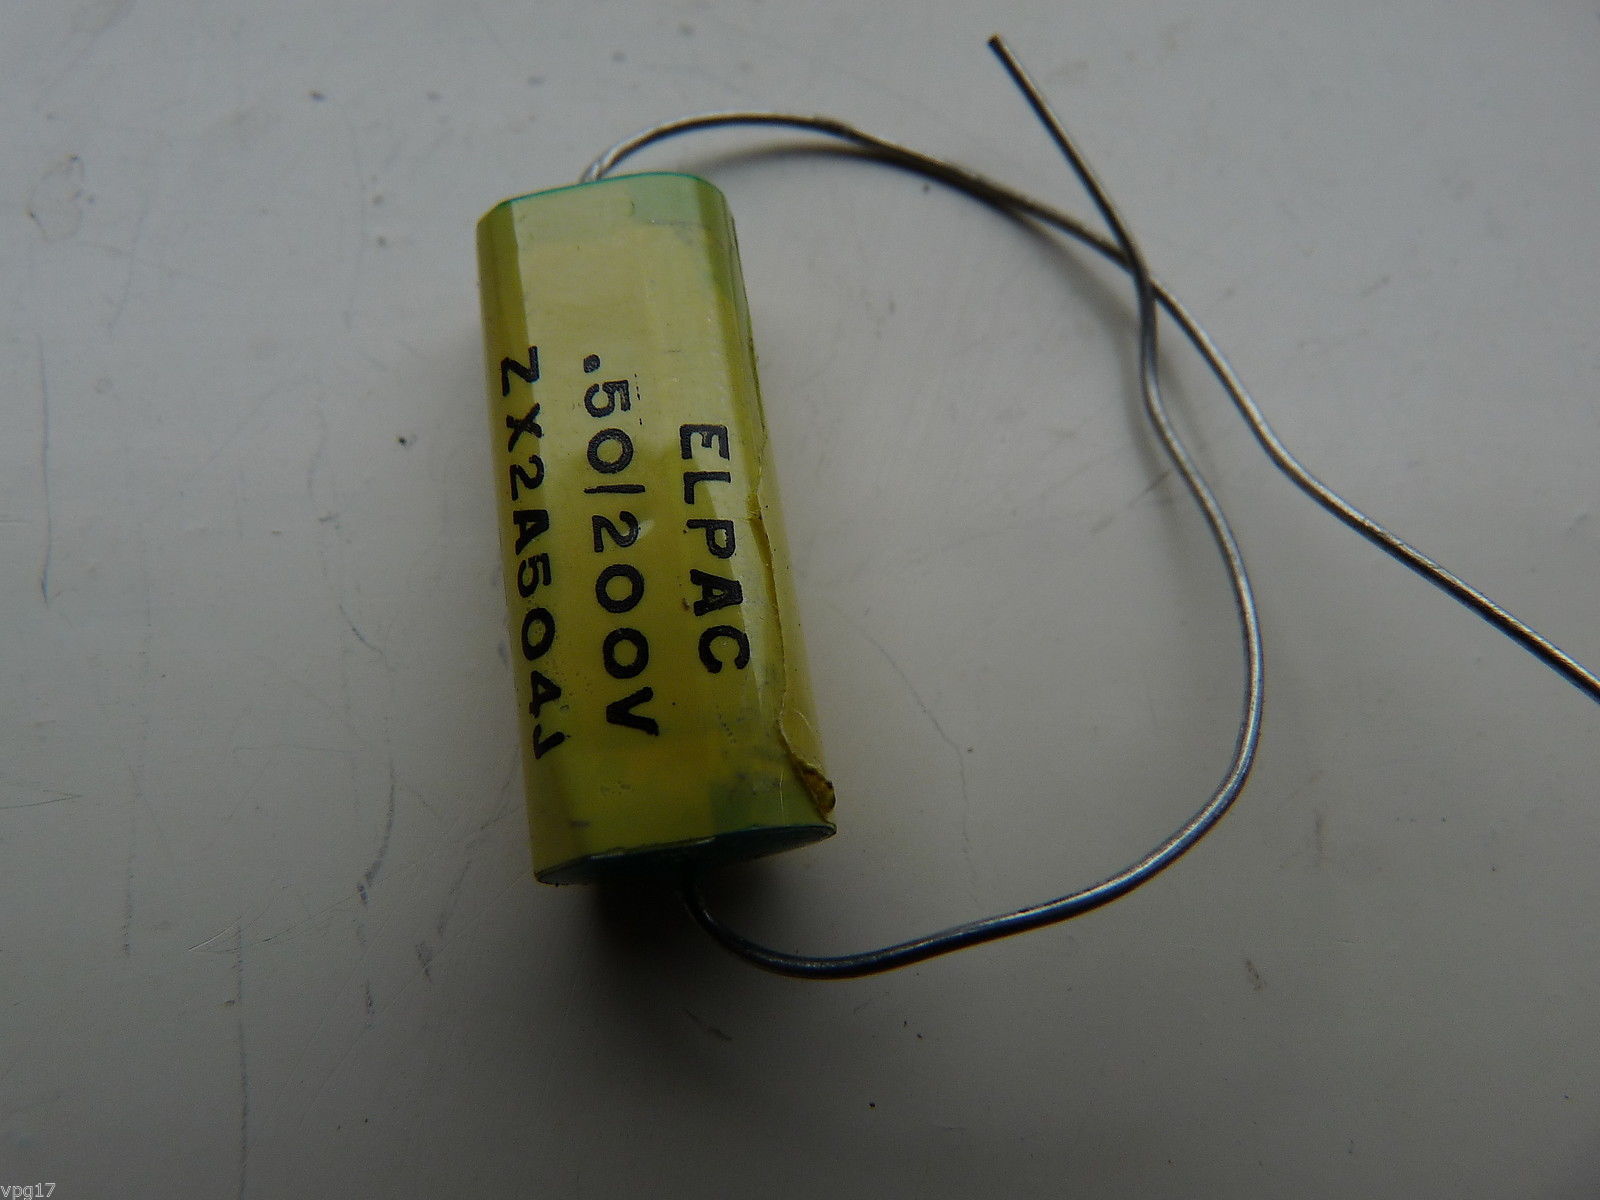 ELPAC
.50/200V
ZX2A504J
vpg17